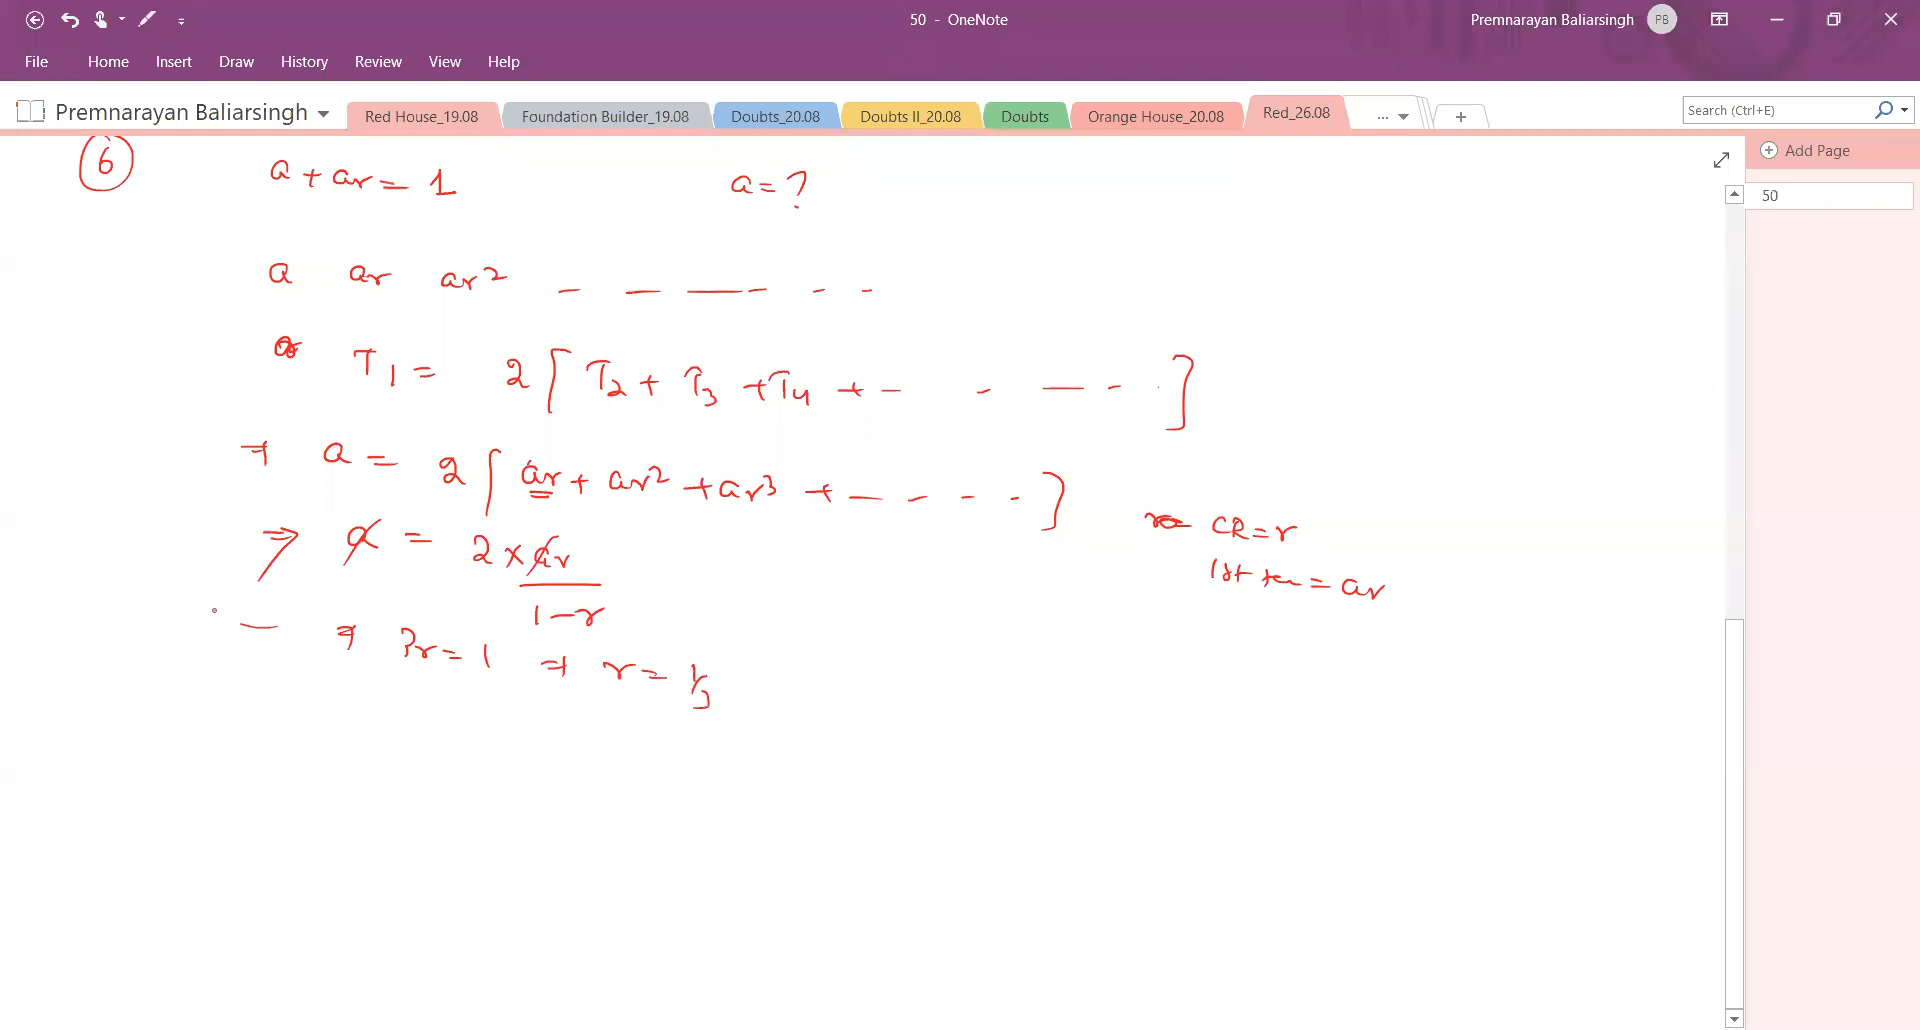 50 - OneNote
Premnarayan Baliarsingh PB
File Home Insert Draw History Review View Help
Premnarayan Baliarsingh Red House_19.08 Foundation Builder_19.08 Doubts_20.08 Doubts II_20.08 Doubts Orange House_20.08 Red_26.08 ... +
Search (Ctrl+E)
Add Page
50
6 a + ar = 1 a = ?
a ar ar² - - - - - -
T₁ = 2 [ T₂ + T₃ + T₄ + - - - - ]
⇒ a = 2 [ ar + ar² + ar³ + - - - - ]
CR = r
⇒ a = 2 × ar
1st = ar
1 - r
⇒ 3r = 1 ⇒ r = 1/3